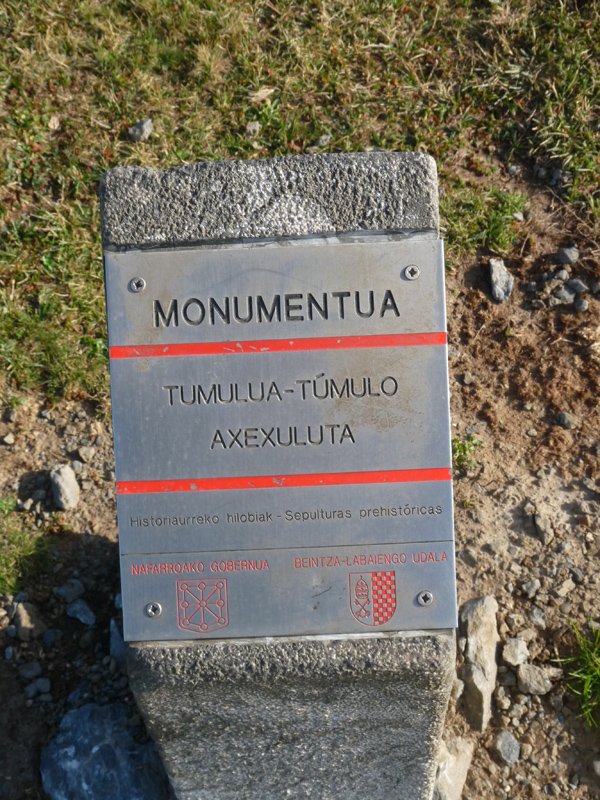 MONUMENTUA
TUMULUA-TÚMULO
AXEXULUTA
Historiaurreko hilobiak - Sepulturas prehistóricas
NAFARROAKO GOBERNUA
BEINTZA-LABAIENGO UDALA